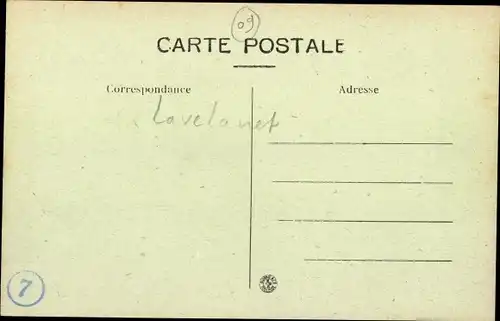 09
CARTE POSTALE
Correspondance
Adresse
Lavelanet
7